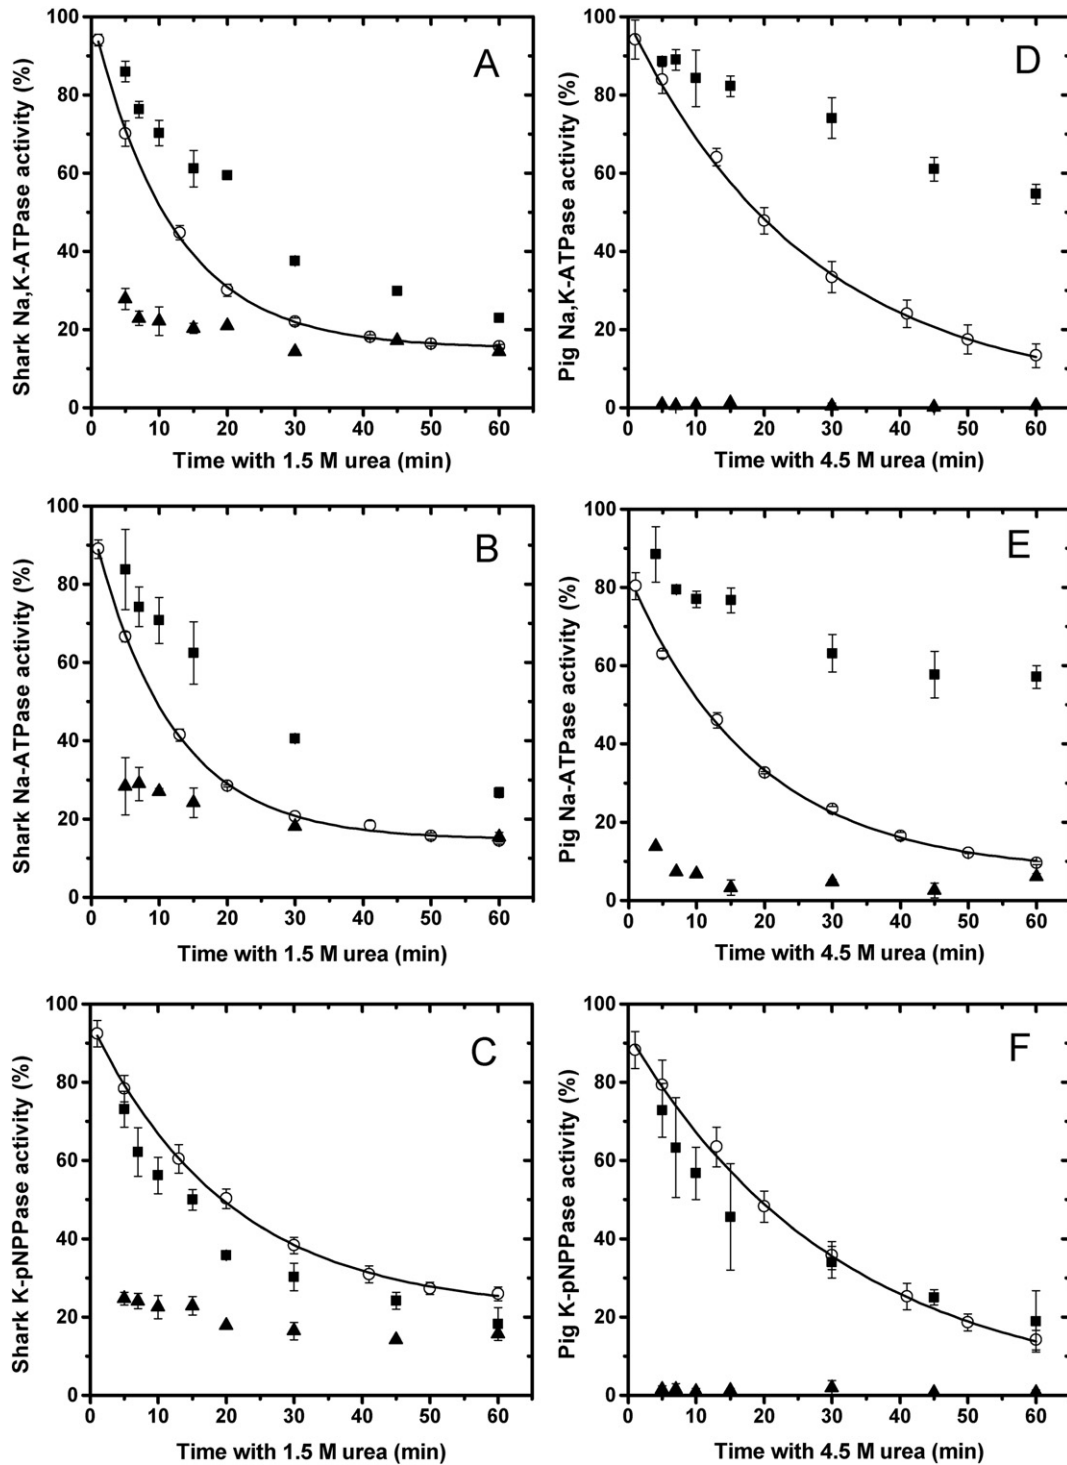 Shark Na,K-ATPase activity (%)
100
80
60
40
20
0
A
0 10 20 30 40 50 60
Time with 1.5 M urea (min)
Pig Na,K-ATPase activity (%)
100
80
60
40
20
0
D
0 10 20 30 40 50 60
Time with 4.5 M urea (min)
Shark Na-ATPase activity (%)
100
80
60
40
20
0
B
0 10 20 30 40 50 60
Time with 1.5 M urea (min)
Pig Na-ATPase activity (%)
100
80
60
40
20
0
E
0 10 20 30 40 50 60
Time with 4.5 M urea (min)
Shark K-pNPPase activity (%)
100
80
60
40
20
0
C
0 10 20 30 40 50 60
Time with 1.5 M urea (min)
Pig K-pNPPase activity (%)
100
80
60
40
20
0
F
0 10 20 30 40 50 60
Time with 4.5 M urea (min)